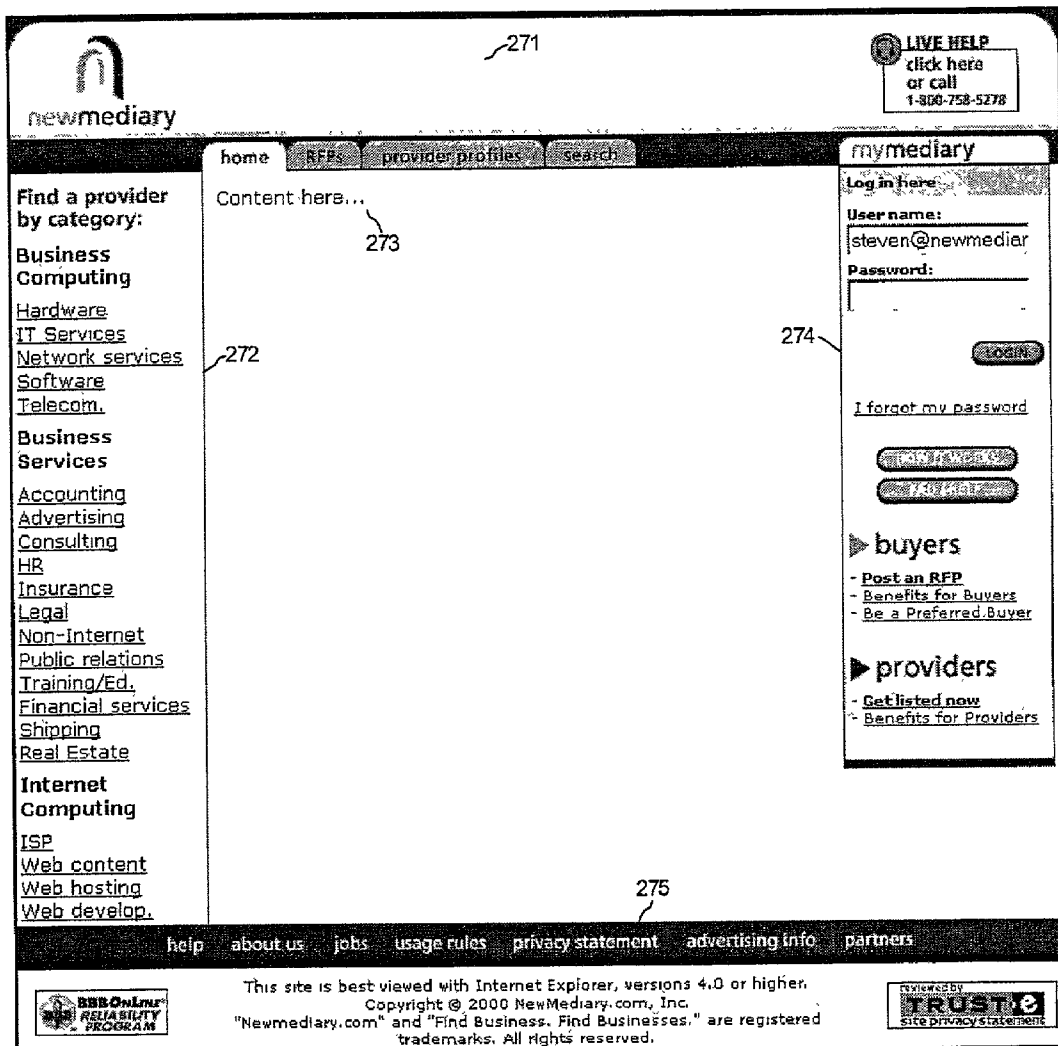 271
newmediary
LIVE HELP
click here
or call
1-800-758-5278
home RFPs provider profiles search
mymediary
Find a provider
by category:
Business
Computing
Hardware
IT Services
Network services
Software
Telecom.
Business
Services
Accounting
Advertising
Consulting
HR
Insurance
Legal
Non-Internet
Public relations
Training/Ed.
Financial services
Shipping
Real Estate
Internet
Computing
ISP
Web content
Web hosting
Web develop.
272
Content here...
273
274
Log in here
User name:
steven@newmediar
Password:
LOGIN
I forgot my password
HOW IT WORKS
buyers
- Post an RFP
- Benefits for Buyers
- Be a Preferred Buyer
providers
- Get listed now
- Benefits for Providers
275
help about us jobs usage rules privacy statement advertising info partners
BBBOnLine
RELIABILITY
PROGRAM
This site is best viewed with Internet Explorer, versions 4.0 or higher.
Copyright @ 2000 NewMediary.com, Inc.
"Newmediary.com" and "Find Business. Find Businesses." are registered
trademarks. All rights reserved.
reviewed by
TRUSTe
site privacy statement